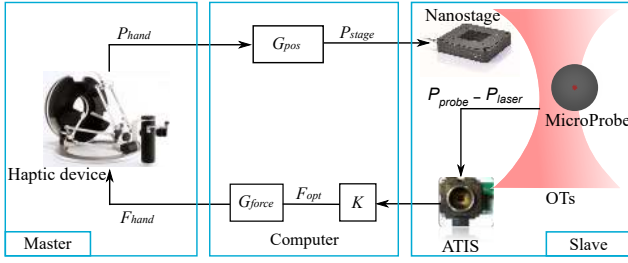 P_hand
G_pos
P_stage
Nanostage
P_probe – P_laser
MicroProbe
Haptic device
F_hand
G_force
F_opt
K
OTs
Master
Computer
ATIS
Slave